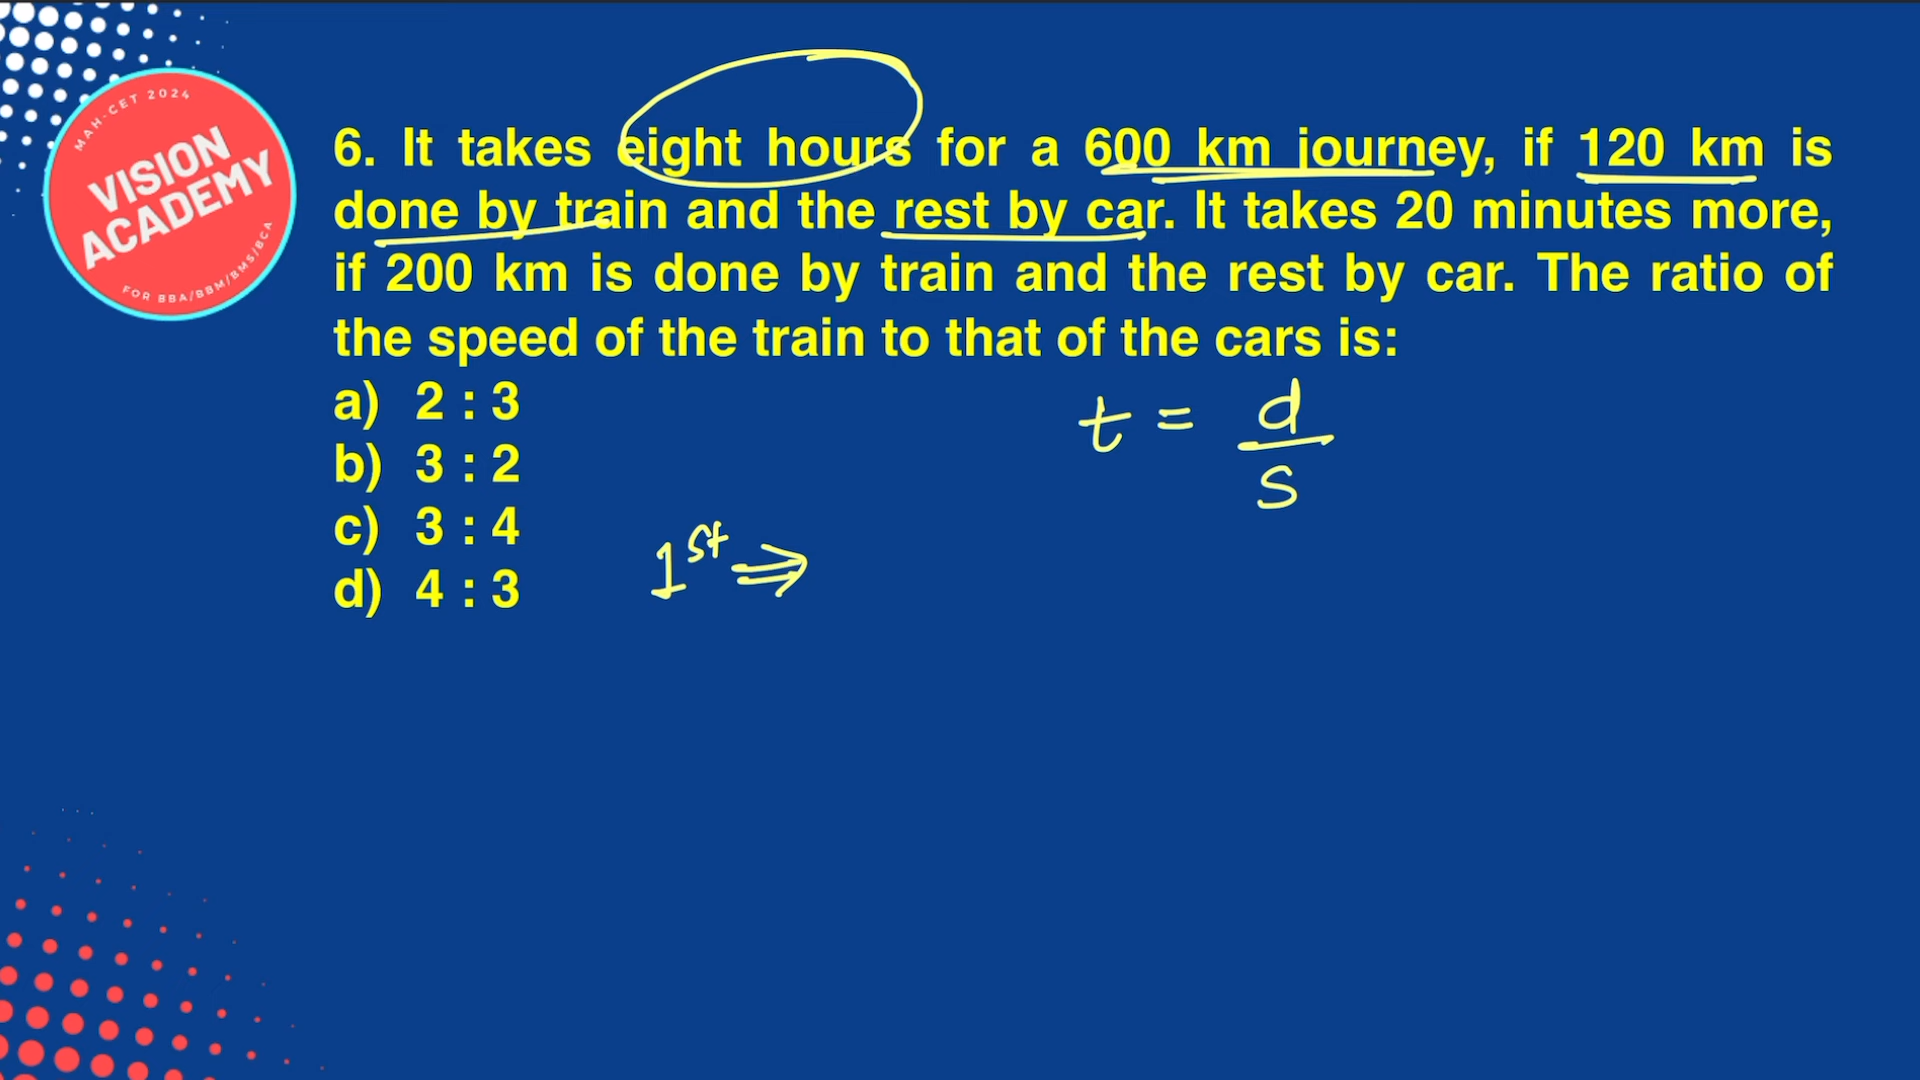 MAH-CET 2024
VISION
ACADEMY
FOR BBA/BBM/BMS/BCA
6. It takes eight hours for a 600 km journey, if 120 km is
done by train and the rest by car. It takes 20 minutes more,
if 200 km is done by train and the rest by car. The ratio of
the speed of the train to that of the cars is:
a) 2 : 3
b) 3 : 2
c) 3 : 4
d) 4 : 3
t = d/s
1st ⇒